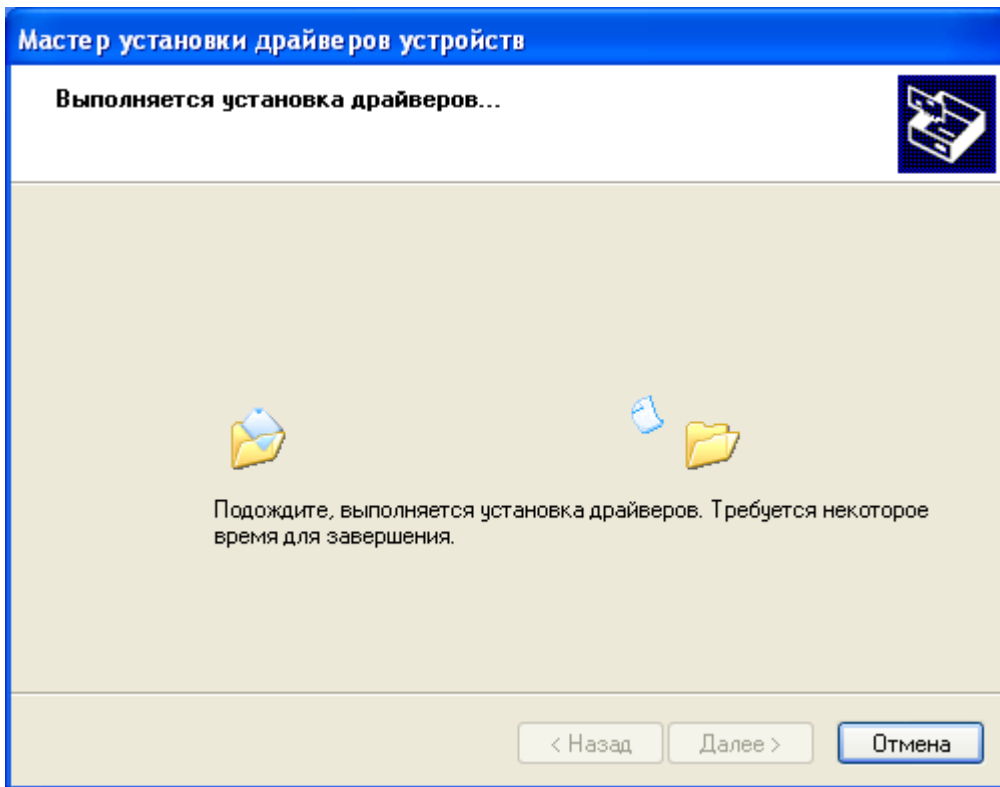 Мастер установки драйверов устройств
Выполняется установка драйверов...
Подождите, выполняется установка драйверов. Требуется некоторое
время для завершения.
< Назад Далее > Отмена